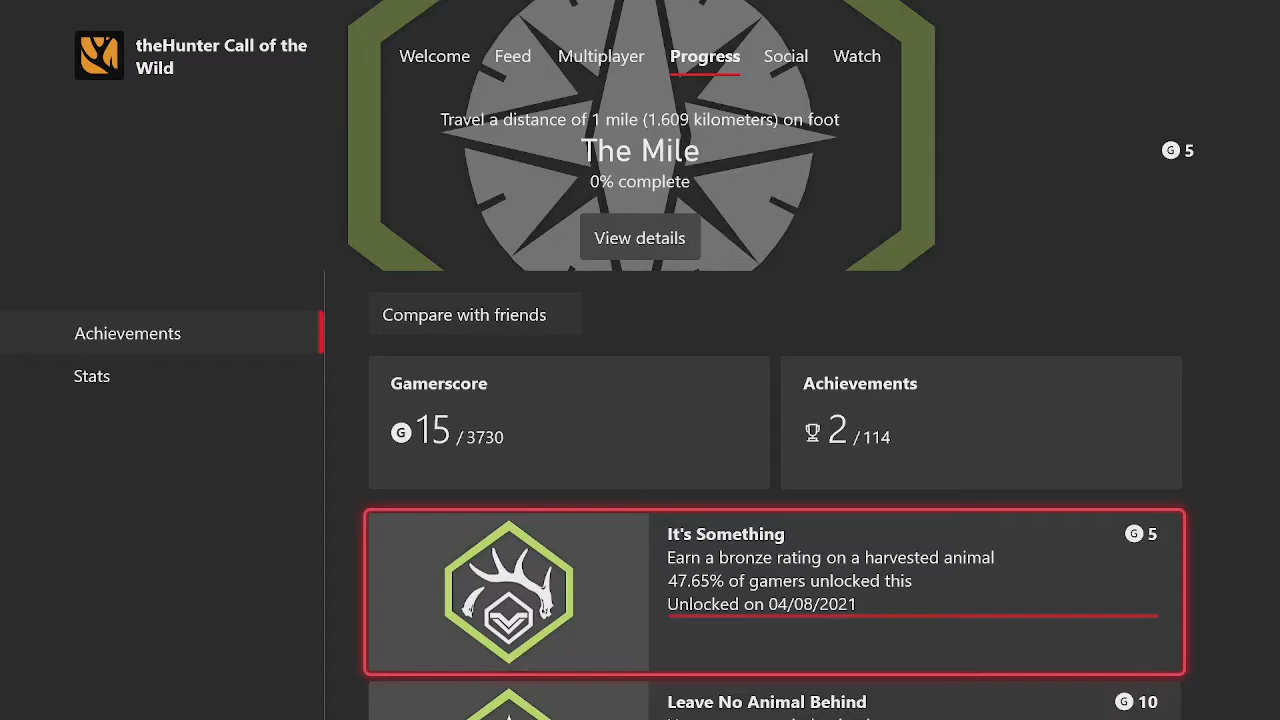 theHunter Call of the
Wild
Welcome
Feed
Multiplayer
Progress
Social
Watch
Travel a distance of 1 mile (1.609 kilometers) on foot
The Mile
G 5
0% complete
View details
Achievements
Stats
Compare with friends
Gamerscore
G 15 / 3730
Achievements
2 / 114
It's Something
G 5
Earn a bronze rating on a harvested animal
47.65% of gamers unlocked this
Unlocked on 04/08/2021
Leave No Animal Behind
G 10